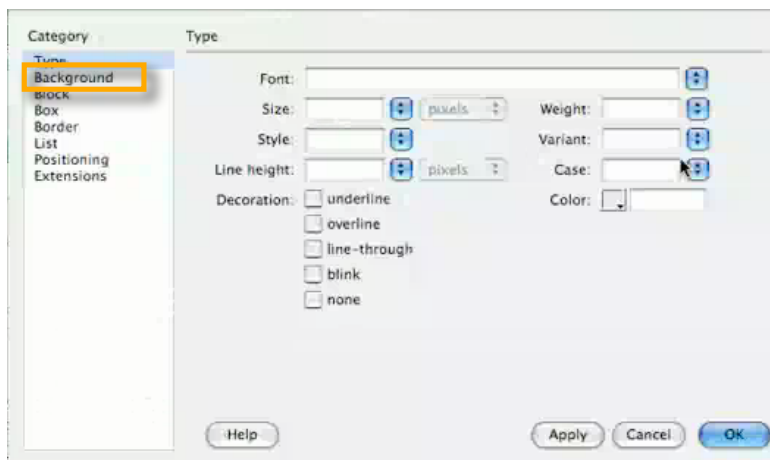 Category
Type
Type
Background
Block
Box
Border
List
Positioning
Extensions
Font:
Size: pixels Weight:
Style: Variant:
Line height: pixels Case:
Decoration: underline Color:
overline
line-through
blink
none
Help Apply Cancel OK